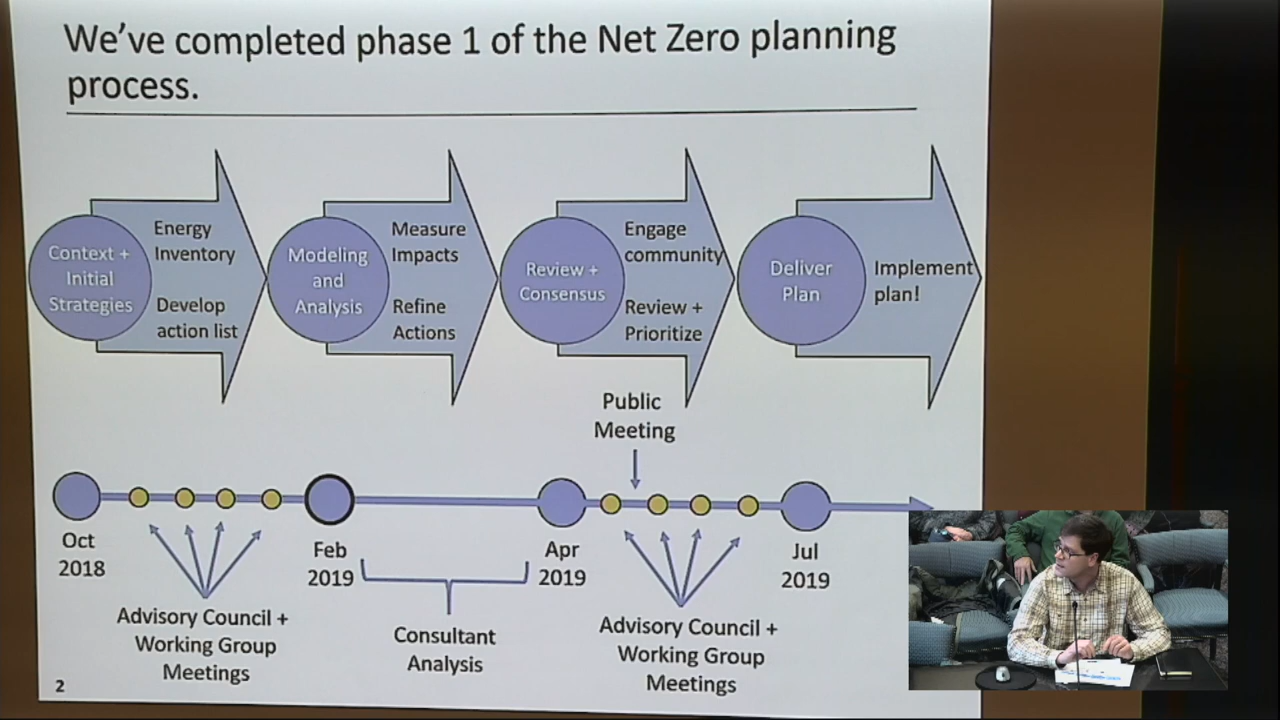 We've completed phase 1 of the Net Zero planning
process.
Context +
Initial
Strategies
Energy
Inventory
Develop
action list
Modeling
and
Analysis
Measure
Impacts
Refine
Actions
Review +
Consensus
Engage
community
Review +
Prioritize
Deliver
Plan
Implement
plan!
Public
Meeting
Oct
2018
Feb
2019
Apr
2019
Jul
2019
Advisory Council +
Working Group
Meetings
Consultant
Analysis
Advisory Council +
Working Group
Meetings
2